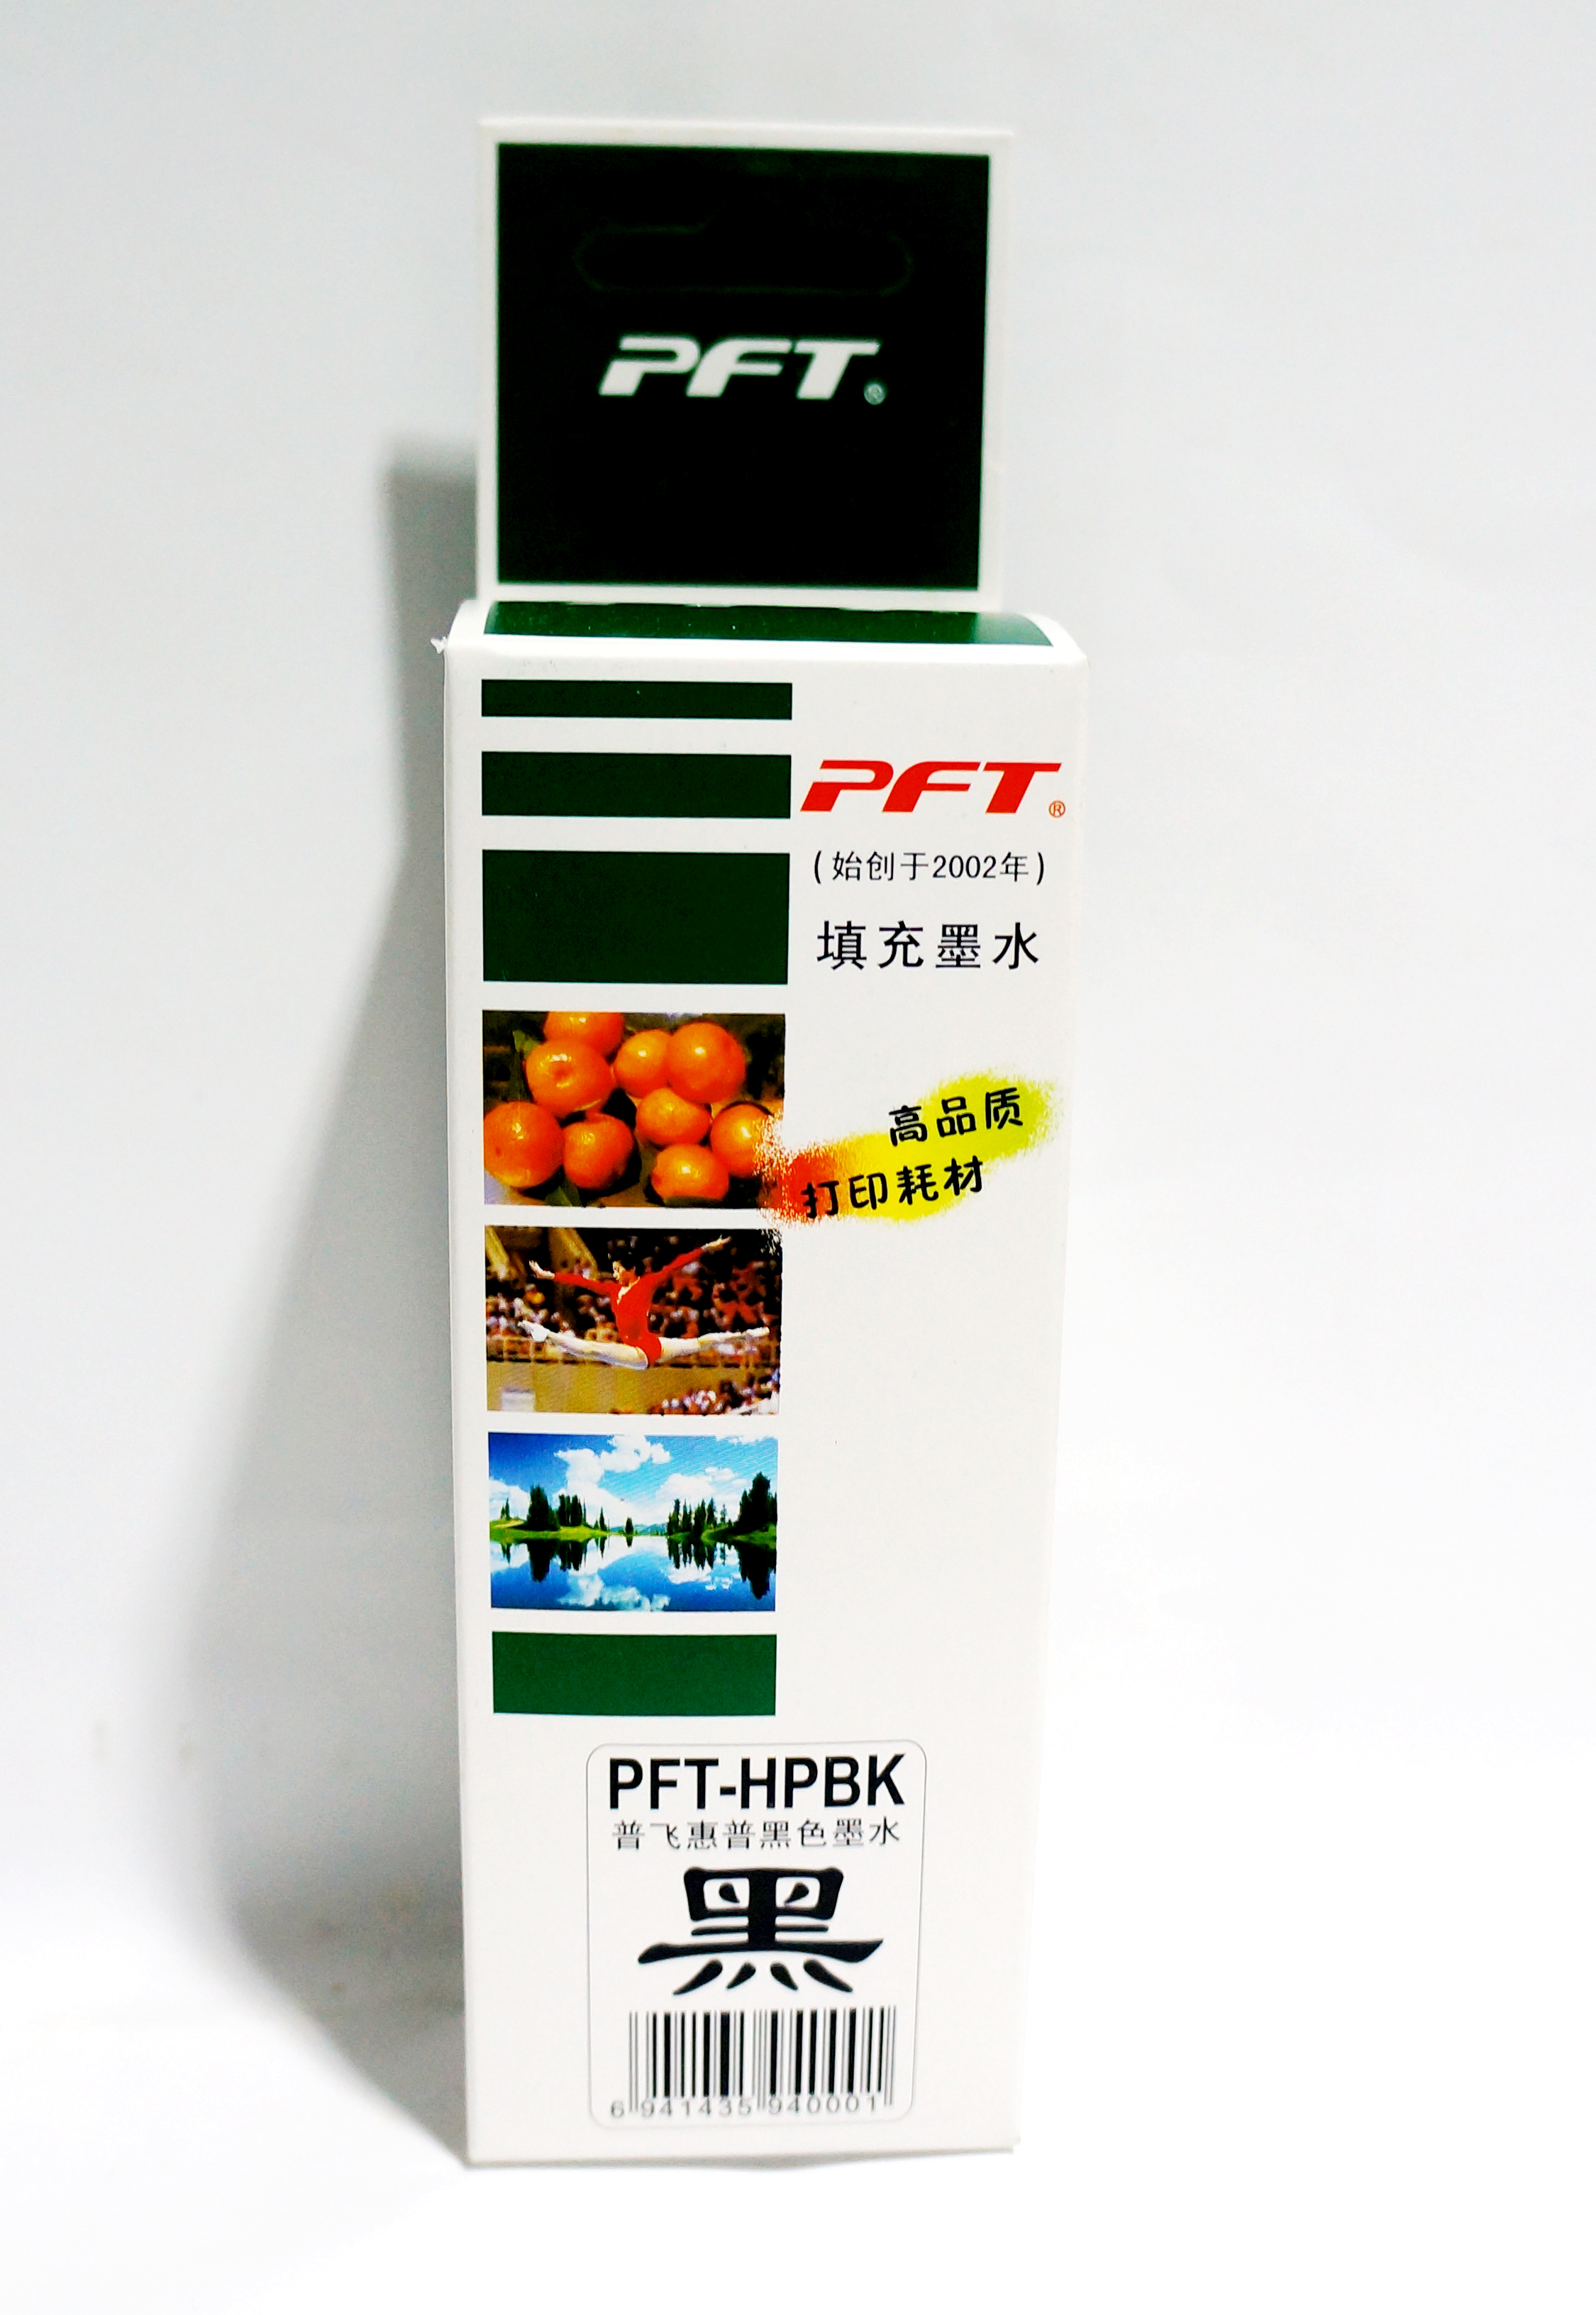 PFT®
PFT®
(始创于2002年)
填充墨水
高品质
打印耗材
PFT-HPBK
普飞惠普黑色墨水
黑
6 941435 940001